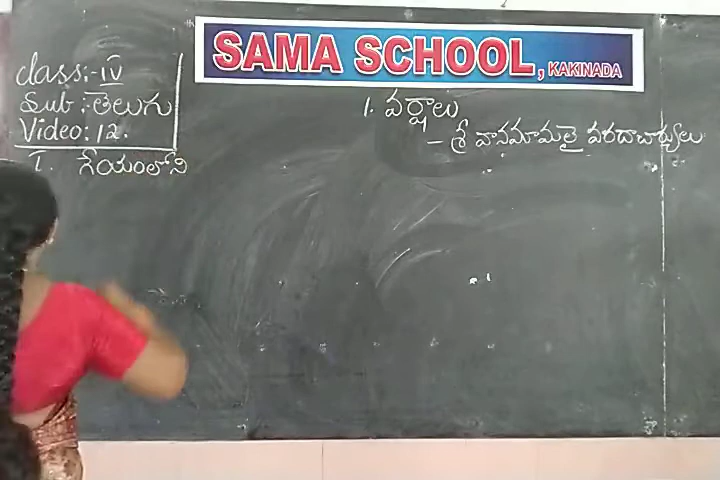 SAMA SCHOOL, KAKINADA
class:-IV
Sub:-తెలుగు
Video: 12.
1. వర్షాలు
- శ్రీ వానమామలై వరదాచార్యులు
I. గేయంలోని